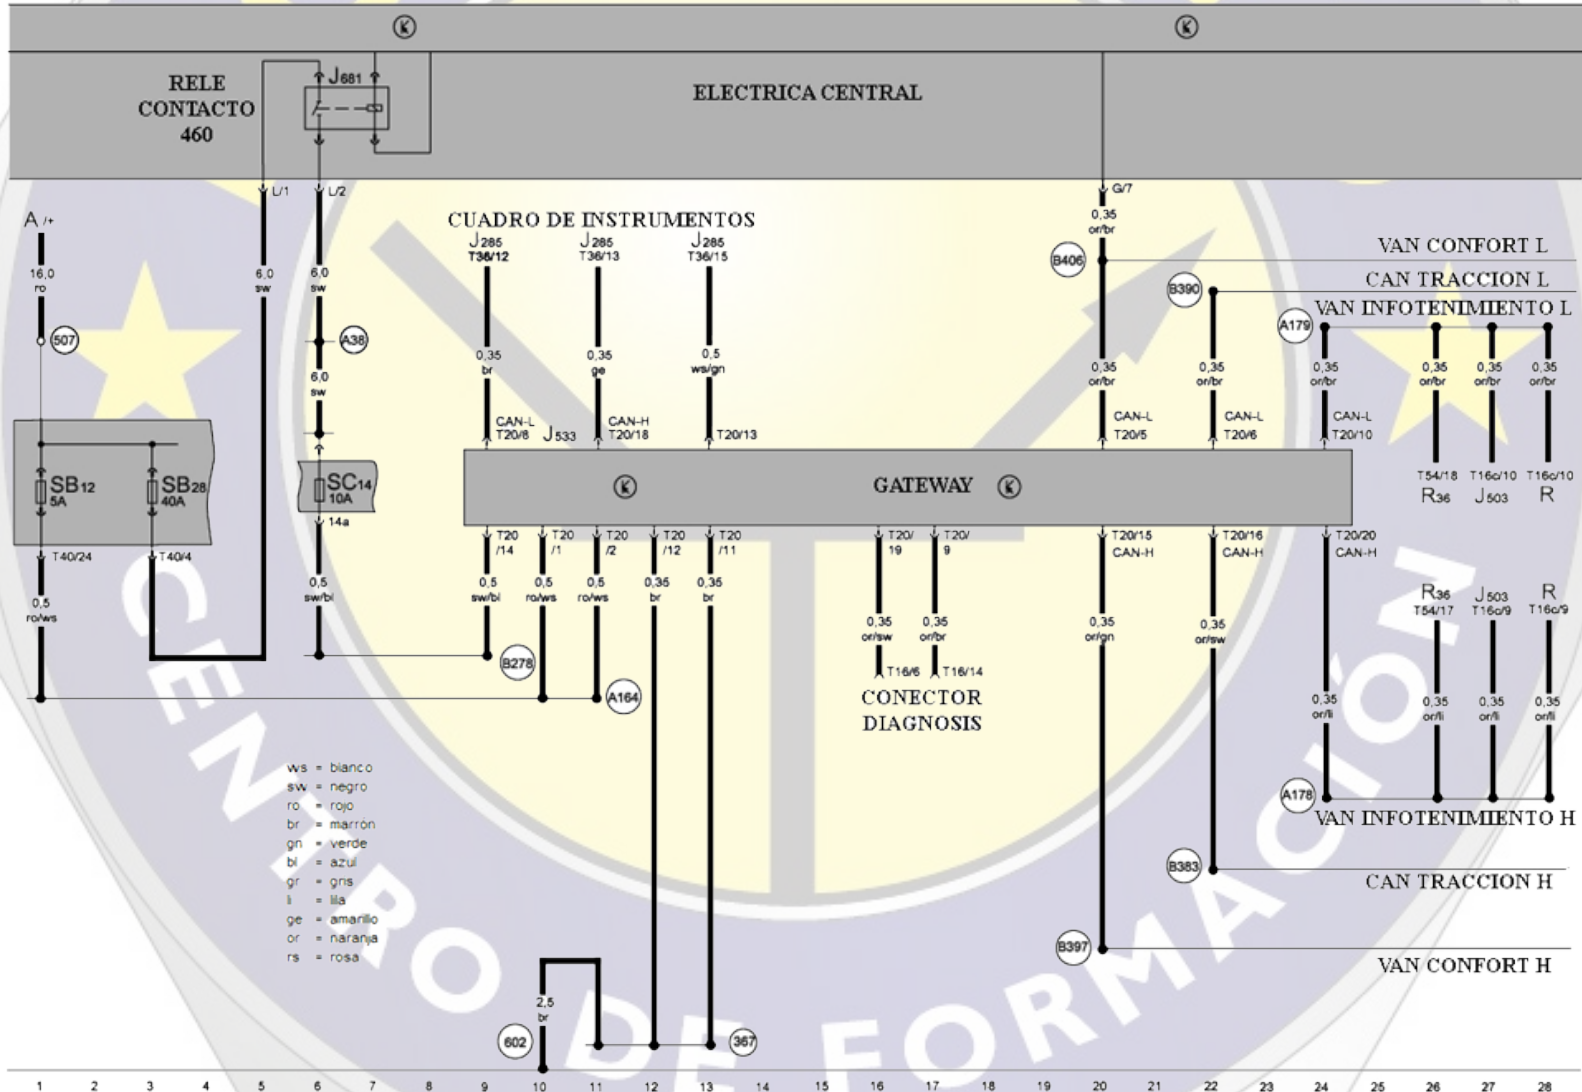 K K
RELE
CONTACTO
460
J681
ELECTRICA CENTRAL
L/1 L/2 G/7
A /+
16,0
ro
507
6,0
sw
6,0
sw
A38
6,0
sw
CUADRO DE INSTRUMENTOS
J285 J285 J285
T36/12 T36/13 T36/15
0,35
br
0,35
ge
0,5
ws/gn
CAN-L
T20/8
J533
CAN-H
T20/18
T20/13
0,35
or/br
B406
VAN CONFORT L
B390
CAN TRACCION L
A179
VAN INFOTENIMIENTO L
0,35
or/br
0,35
or/br
0,35
or/br
0,35
or/br
0,35
or/br
0,35
or/br
CAN-L
T20/5
CAN-L
T20/6
CAN-L
T20/10
T54/18 T16c/10 T16c/10
R36 J503 R
SB12
5A
SB28
40A
SC14
10A
14a
K GATEWAY K
T40/24 T40/4
T20
/14
T20
/1
T20
/2
T20
/12
T20
/11
T20/
19
T20/
9
T20/15
CAN-H
T20/16
CAN-H
T20/20
CAN-H
0,5
ro/ws
0,5
sw/bl
0,5
sw/bl
0,5
ro/ws
0,5
ro/ws
0,35
br
0,35
br
0,35
or/sw
0,35
or/br
0,35
or/gn
0,35
or/sw
R36 J503 R
T54/17 T16c/9 T16c/9
B278
A164
T16/6 T16/14
CONECTOR
DIAGNOSIS
0,35
or/li
0,35
or/li
0,35
or/li
0,35
or/li
ws = blanco
sw = negro
ro = rojo
br = marrón
gn = verde
bl = azul
gr = gris
li = lila
ge = amarillo
or = naranja
rs = rosa
A178
VAN INFOTENIMIENTO H
B383
CAN TRACCION H
B397
VAN CONFORT H
2,5
br
602
367
CENTRO DE FORMACIÓN
1 2 3 4 5 6 7 8 9 10 11 12 13 14 15 16 17 18 19 20 21 22 23 24 25 26 27 28